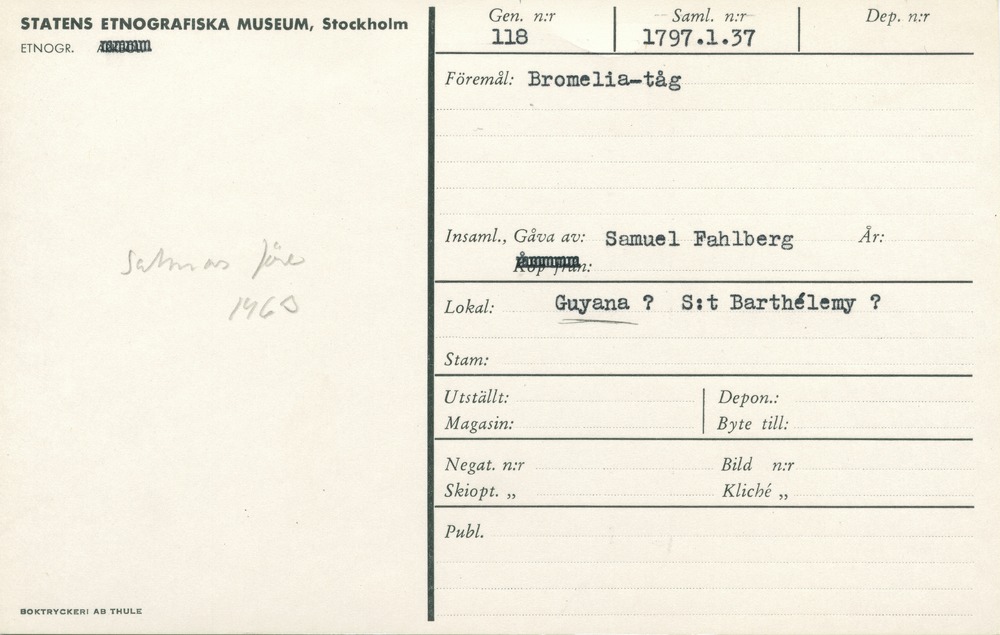 STATENS ETNOGRAFISKA MUSEUM, Stockholm
ETNOGR.
Gen. n:r
118
Saml. n:r
1797.1.37
Dep. n:r
Föremål: Bromelia-tåg
Insaml., Gåva av: Samuel Fahlberg År:
Köp från:
Lokal: Guyana ? S:t Barthélemy ?
Stam:
Utställt: Depon.:
Magasin: Byte till:
Negat. n:r Bild n:r
Skiopt. „ Kliché „
Publ.
saknas före
1960
BOKTRYCKERI AB THULE